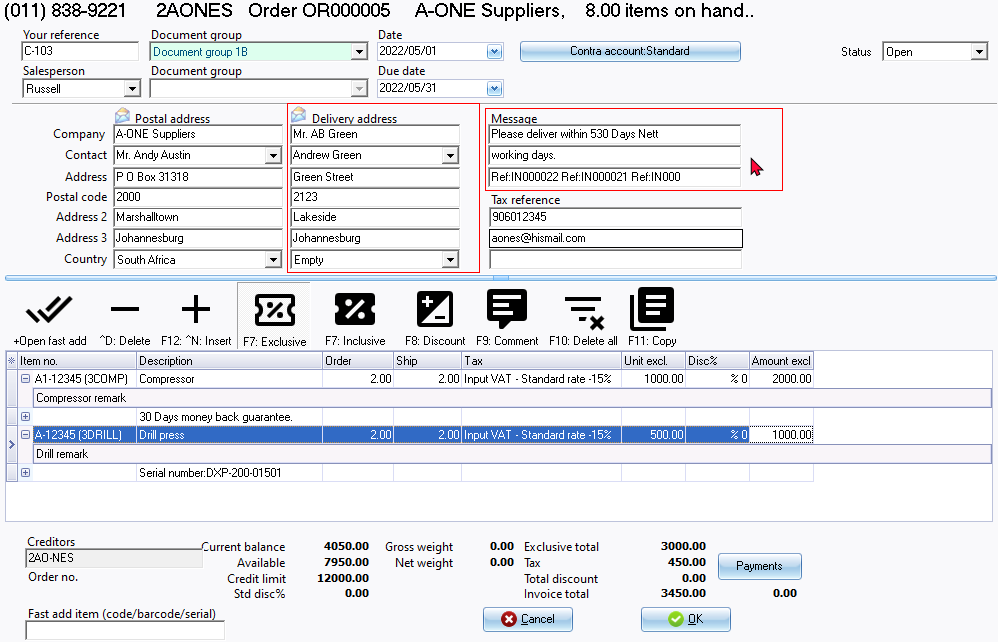 (011) 838-9221 2AONES Order OR000005 A-ONE Suppliers, 8.00 items on hand..
Your reference Document group Date
C-103 Document group 1B 2022/05/01 Contra account:Standard Status Open
Salesperson Document group Due date
Russell 2022/05/31
Postal address Delivery address Message
Company A-ONE Suppliers Mr. AB Green Please deliver within 530 Days Nett
Contact Mr. Andy Austin Andrew Green working days.
Address P O Box 31318 Green Street Ref:IN000022 Ref:IN000021 Ref:IN000
Postal code 2000 2123 Tax reference
Address 2 Marshalltown Lakeside 906012345
Address 3 Johannesburg Johannesburg aones@hismail.com
Country South Africa Empty
+Open fast add ^D: Delete F12: ^N: Insert F7: Exclusive F7: Inclusive F8: Discount F9: Comment F10: Delete all F11: Copy
Item no. Description Order Ship Tax Unit excl. Disc% Amount excl
A1-12345 (3COMP) Compressor 2.00 2.00 Input VAT - Standard rate -15% 1000.00 % 0 2000.00
Compressor remark
30 Days money back guarantee.
A-12345 (3DRILL) Drill press 2.00 2.00 Input VAT - Standard rate -15% 500.00 % 0 1000.00
Drill remark
Serial number:DXP-200-01501
Creditors Current balance 4050.00 Gross weight 0.00 Exclusive total 3000.00
2AO-NES Available 7950.00 Net weight 0.00 Tax 450.00 Payments
Order no. Credit limit 12000.00 Total discount 0.00
Std disc% 0.00 Invoice total 3450.00 0.00
Fast add item (code/barcode/serial) Cancel OK